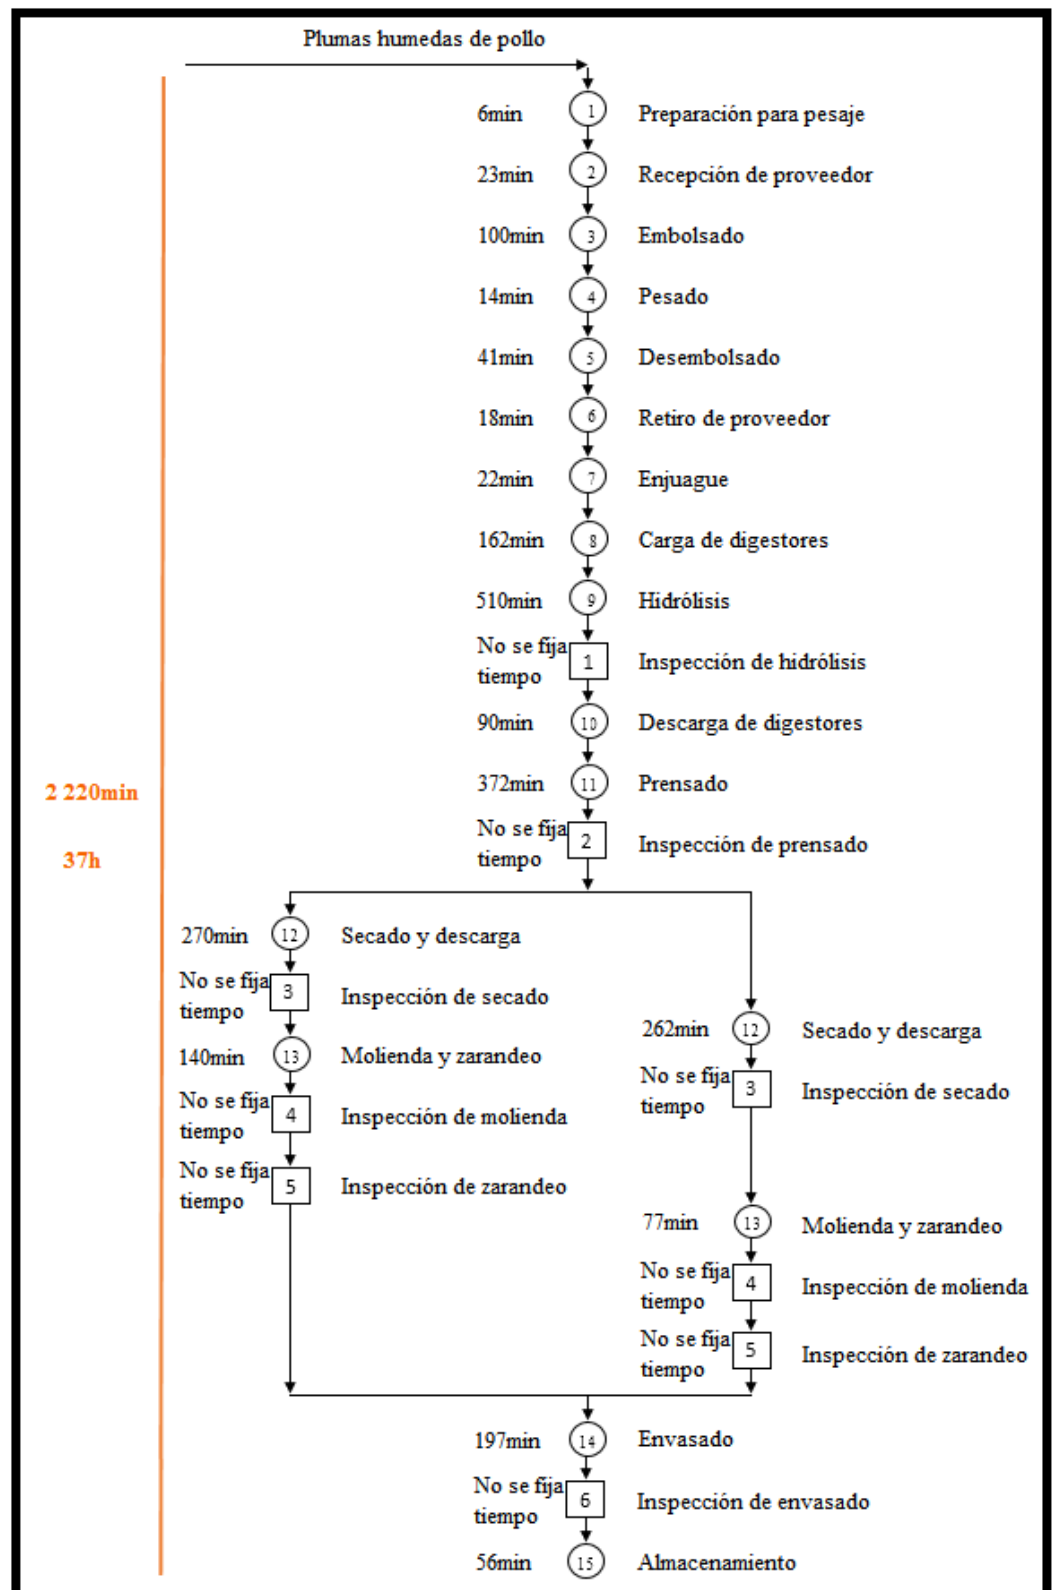 Plumas humedas de pollo
6min 1 Preparación para pesaje
23min 2 Recepción de proveedor
100min 3 Embolsado
14min 4 Pesado
41min 5 Desembolsado
18min 6 Retiro de proveedor
22min 7 Enjuague
162min 8 Carga de digestores
510min 9 Hidrólisis
No se fija
tiempo
1 Inspección de hidrólisis
90min 10 Descarga de digestores
372min 11 Prensado
No se fija
tiempo
2 Inspección de prensado
2 220min
37h
270min 12 Secado y descarga
No se fija
tiempo
3 Inspección de secado
140min 13 Molienda y zarandeo
No se fija
tiempo
4 Inspección de molienda
No se fija
tiempo
5 Inspección de zarandeo
262min 12 Secado y descarga
No se fija
tiempo
3 Inspección de secado
77min 13 Molienda y zarandeo
No se fija
tiempo
4 Inspección de molienda
No se fija
tiempo
5 Inspección de zarandeo
197min 14 Envasado
No se fija
tiempo
6 Inspección de envasado
56min 15 Almacenamiento